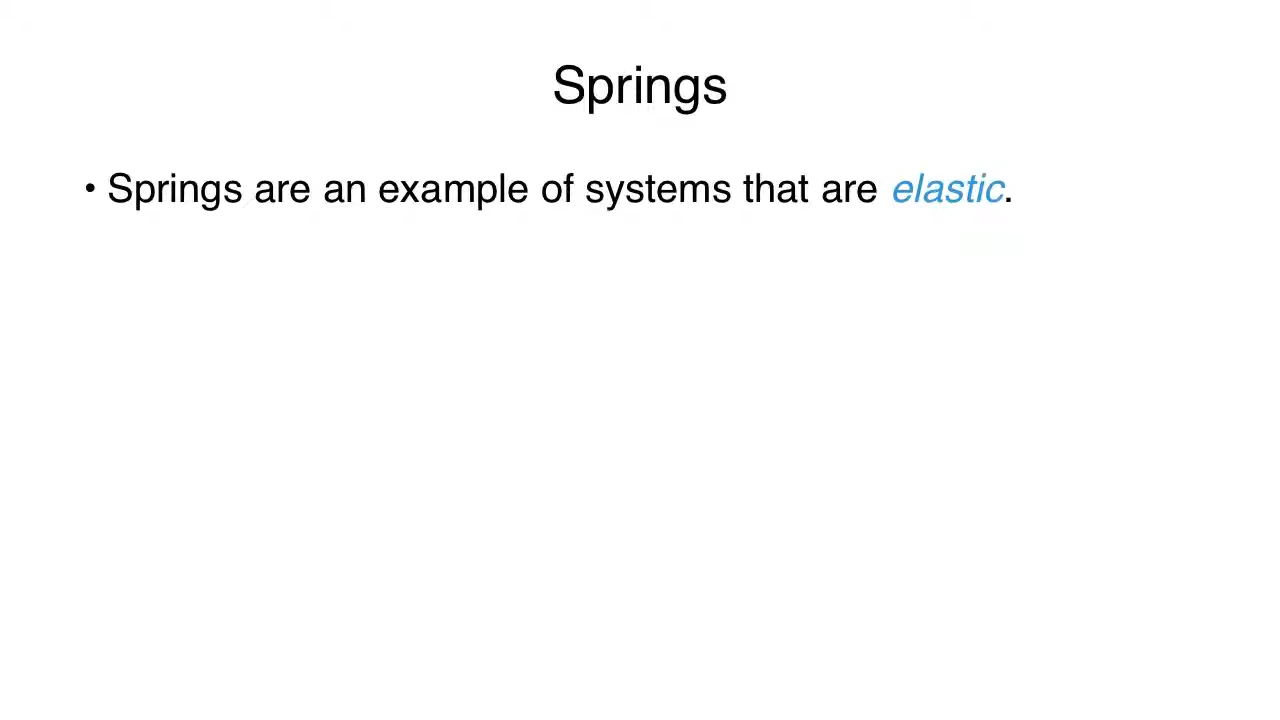 Springs
• Springs are an example of systems that are elastic.